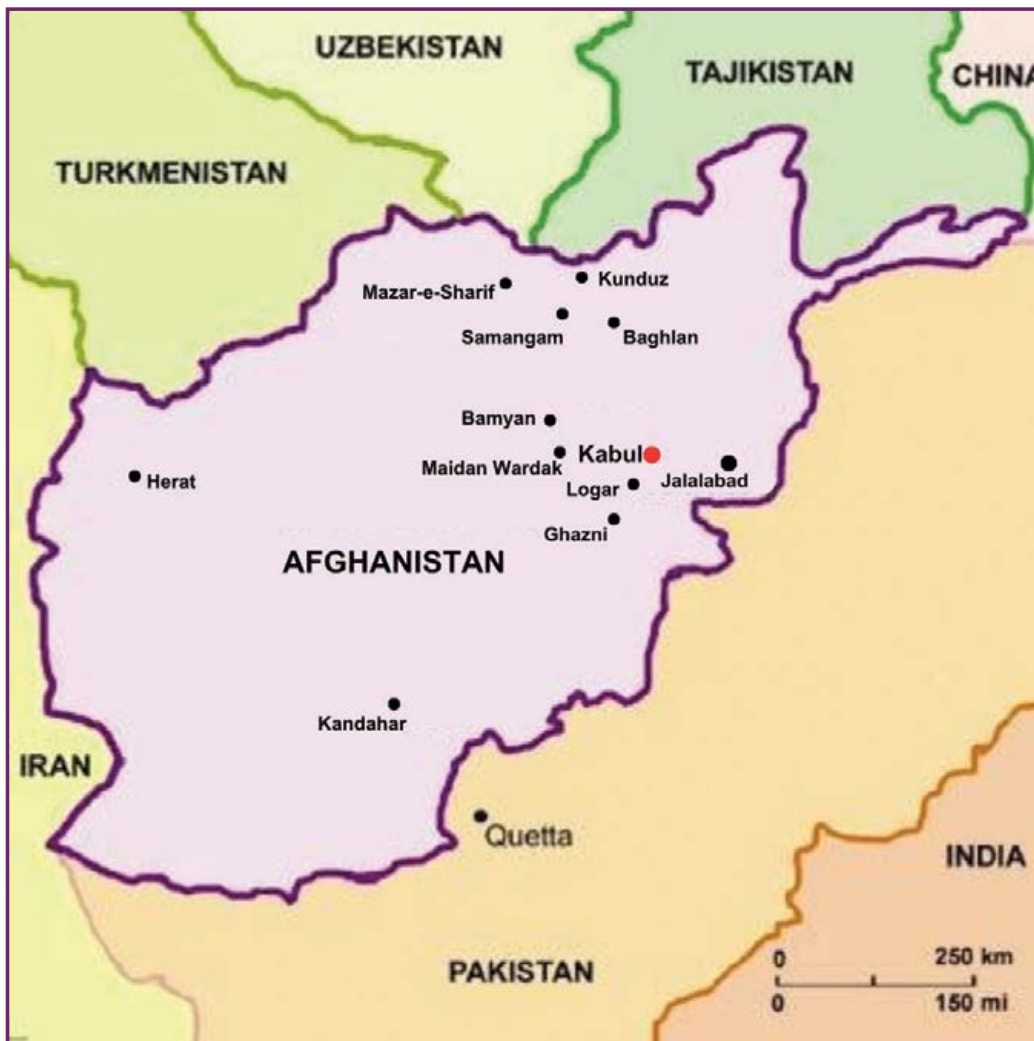 UZBEKISTAN
TAJIKISTAN
CHINA
TURKMENISTAN
Mazar-e-Sharif
Kunduz
Samangam
Baghlan
Bamyan
Kabul
Maidan Wardak
Jalalabad
Herat
Logar
Ghazni
AFGHANISTAN
Kandahar
IRAN
Quetta
INDIA
PAKISTAN
0 250 km
0 150 mi